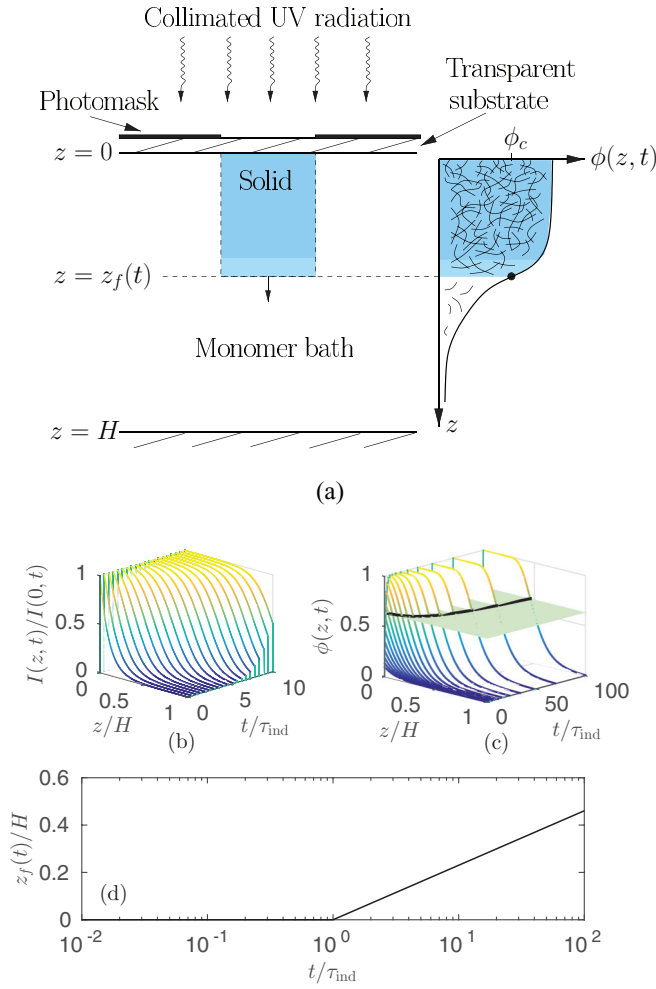 Collimated UV radiation
Photomask
Transparent
substrate
z = 0
ϕ_c
ϕ(z, t)
Solid
z = z_f(t)
Monomer bath
z
z = H
(a)
I(z, t)/I(0, t)
1
0.5
0
0
0.5
1
z/H
0
5
10
t/τ_ind
(b)
ϕ(z, t)
1
0.5
0
0
0.5
1
z/H
0
50
100
t/τ_ind
(c)
z_f(t)/H
0.6
0.4
0.2
0
(d)
10^-2
10^-1
10^0
10^1
10^2
t/τ_ind